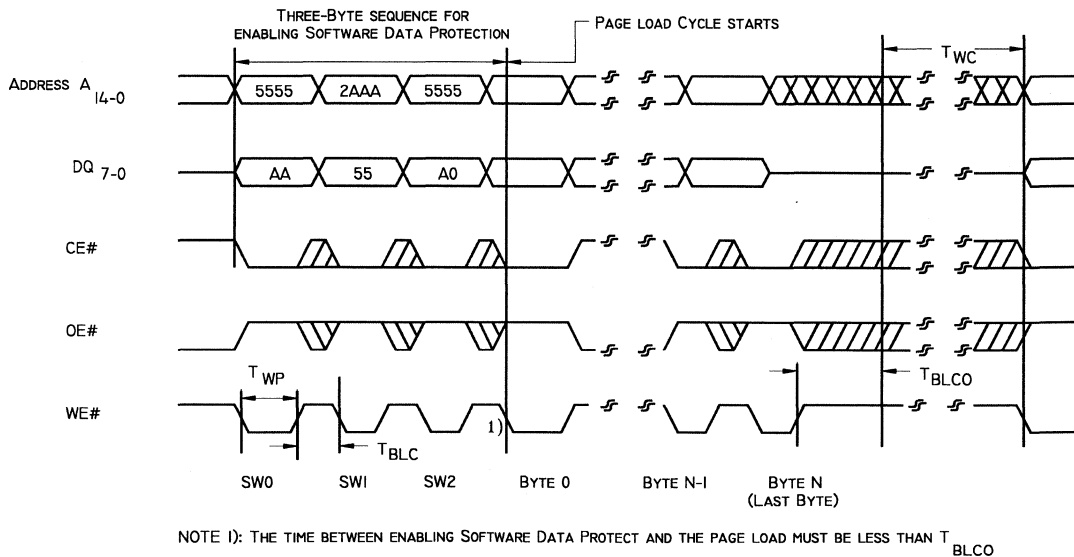 THREE-BYTE SEQUENCE FOR
ENABLING SOFTWARE DATA PROTECTION
PAGE LOAD CYCLE STARTS
T WC
ADDRESS A 14-0
5555 2AAA 5555
DQ 7-0
AA 55 A0
CE#
OE#
T WP
T BLCO
WE#
1)
T BLC
SW0 SW1 SW2 BYTE 0 BYTE N-1 BYTE N
(LAST BYTE)
NOTE 1): THE TIME BETWEEN ENABLING SOFTWARE DATA PROTECT AND THE PAGE LOAD MUST BE LESS THAN T BLCO